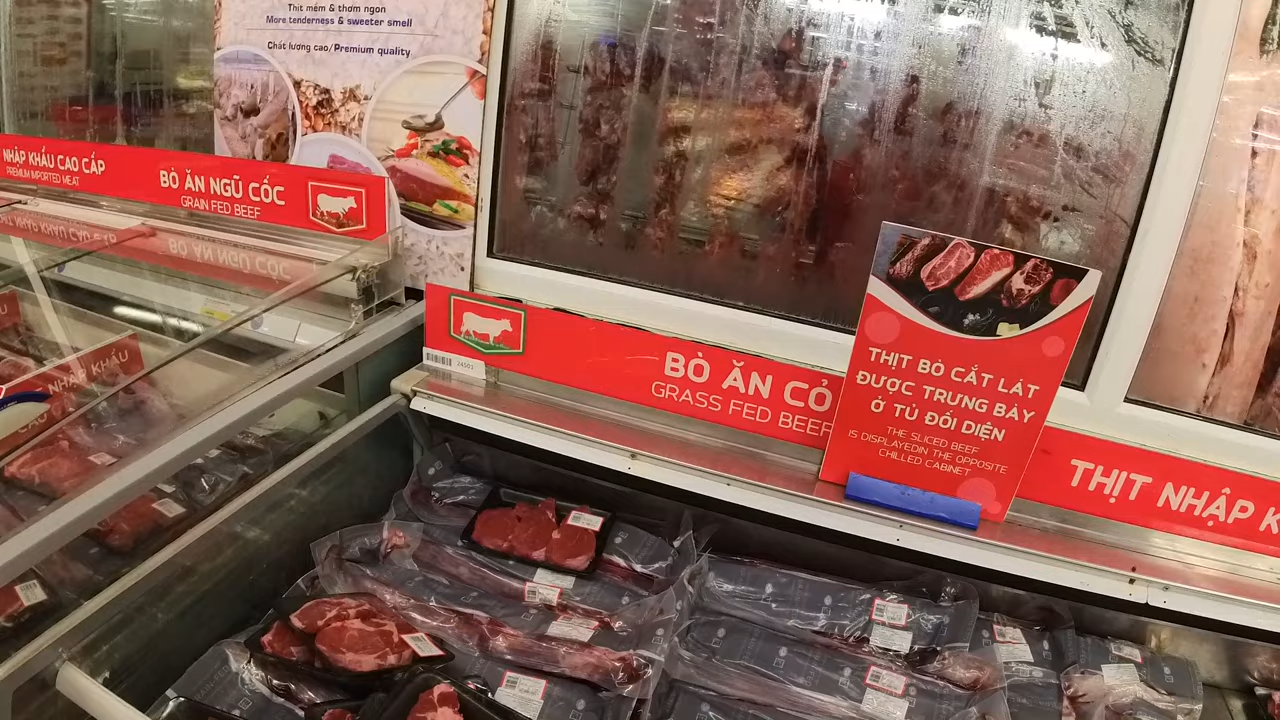 Thịt mềm & thơm ngon
More tenderness & sweeter smell
Chất lượng cao/Premium quality
NHẬP KHẨU CAO CẤP
PREMIUM IMPORTED MEAT
BÒ ĂN NGŨ CỐC
GRAIN FED BEEF
NHẬP KHẨU
BÒ ĂN CỎ
GRASS FED BEEF
24501
THỊT BÒ CẮT LÁT
ĐƯỢC TRƯNG BÀY
Ở TỦ ĐỐI DIỆN
THE SLICED BEEF
IS DISPLAYEDIN THE OPPOSITE
CHILLED CABINET
THỊT NHẬP K